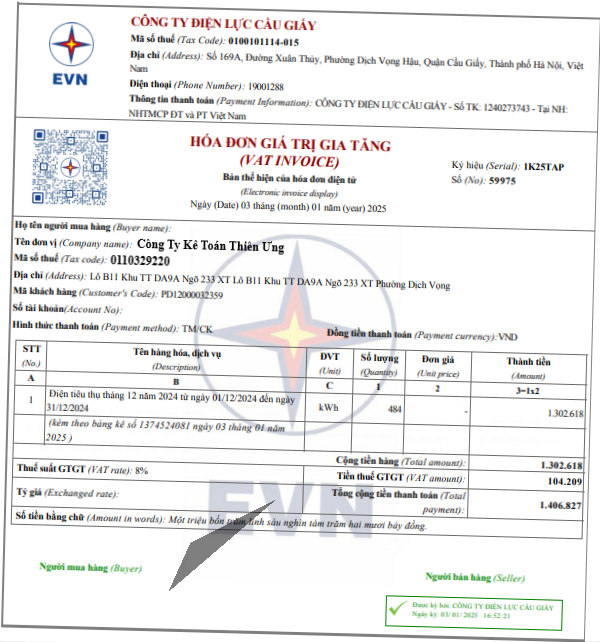 CÔNG TY ĐIỆN LỰC CẦU GIẤY
Mã số thuế (Tax Code): 0100101114-015
Địa chỉ (Address): Số 169A, Đường Xuân Thủy, Phường Dịch Vọng Hậu, Quận Cầu Giấy, Thành phố Hà Nội, Việt
Nam
Điện thoại (Phone Number): 19001288
Thông tin thanh toán (Payment Information): CÔNG TY ĐIỆN LỰC CẦU GIẤY - Số TK: 1240273743 - Tại NH:
NHTMCP ĐT và PT Việt Nam
EVN
HÓA ĐƠN GIÁ TRỊ GIA TĂNG
(VAT INVOICE)
Bản thể hiện của hóa đơn điện tử
(Electronic invoice display)
Ngày (Date) 03 tháng (month) 01 năm (year) 2025
Ký hiệu (Serial): 1K25TAP
Số (No): 59975
Họ tên người mua hàng (Buyer name):
Tên đơn vị (Company name): Công Ty Kế Toán Thiên Ưng
Mã số thuế (Tax code): 0110329220
Địa chỉ (Address): Lô B11 Khu TT DA9A Ngõ 233 XT Lô B11 Khu TT DA9A Ngõ 233 XT Phường Dịch Vọng
Mã khách hàng (Customer's Code): PD12000032359
Số tài khoản(Account No):
Hình thức thanh toán (Payment method): TM/CK
Đồng tiền thanh toán (Payment currency):VND
STT Tên hàng hóa, dịch vụ ĐVT Số lượng Đơn giá Thành tiền
(No.) (Description) (Unit) (Quantity) (Unit price) (Amount)
A B C 1 2 3=1x2
1 Điện tiêu thụ tháng 12 năm 2024 từ ngày 01/12/2024 đến ngày
31/12/2024 kWh 484 - 1.302.618
(kèm theo bảng kê số 1374524081 ngày 03 tháng 01 năm
2025 )
Cộng tiền hàng (Total amount): 1.302.618
Thuế suất GTGT (VAT rate): 8% Tiền thuế GTGT (VAT amount): 104.209
Tỷ giá (Exchanged rate): Tổng cộng tiền thanh toán (Total
payment): 1.406.827
Số tiền bằng chữ (Amount in words): Một triệu bốn trăm linh sáu nghìn tám trăm hai mươi bảy đồng.
EVN
Người mua hàng (Buyer)
Người bán hàng (Seller)
Được ký bởi: CÔNG TY ĐIỆN LỰC CẦU GIẤY
Ngày ký: 03/01/2025 16:52:21